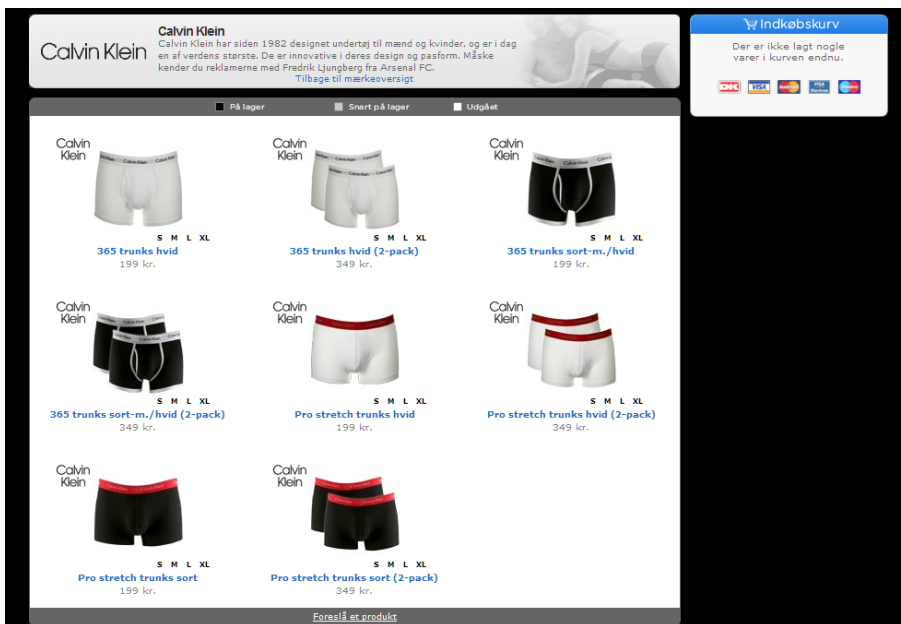 Calvin Klein
Calvin Klein
Calvin Klein har siden 1982 designet undertøj til mænd og kvinder, og er i dag
en af verdens største. De er innovative i deres design og pasform. Måske
kender du reklamerne med Fredrik Ljungberg fra Arsenal FC.
Tilbage til mærkeoversigt
Indkøbskurv
Der er ikke lagt nogle
varer i kurven endnu.
VISA
På lager
Snart på lager
Udgået
Calvin
Klein
S M L XL
365 trunks hvid
199 kr.
Calvin
Klein
S M L XL
365 trunks hvid (2-pack)
349 kr.
Calvin
Klein
S M L XL
365 trunks sort-m./hvid
199 kr.
Calvin
Klein
S M L XL
365 trunks sort-m./hvid (2-pack)
349 kr.
Calvin
Klein
S M L XL
Pro stretch trunks hvid
199 kr.
Calvin
Klein
S M L XL
Pro stretch trunks hvid (2-pack)
349 kr.
Calvin
Klein
S M L XL
Pro stretch trunks sort
199 kr.
Calvin
Klein
S M L XL
Pro stretch trunks sort (2-pack)
349 kr.
Foreslå et produkt